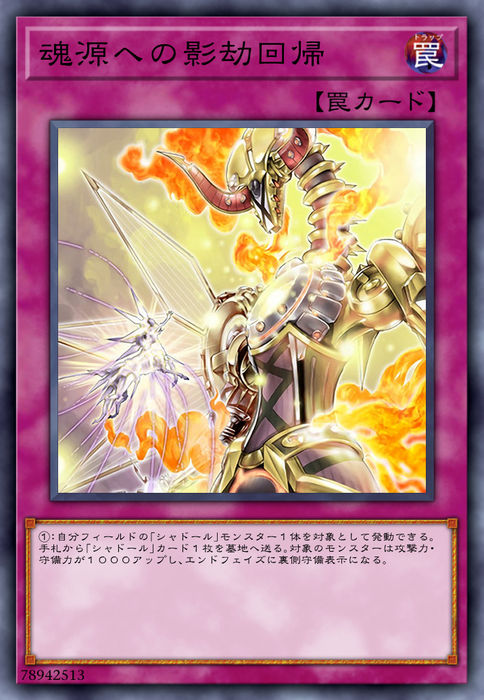 魂源への影劫回帰
トラップ
罠
【罠カード】
①：自分フィールドの「シャドール」モンスター１体を対象として発動できる。
手札から「シャドール」カード１枚を墓地へ送る。対象のモンスターは攻撃力・
守備力が１０００アップし、エンドフェイズに裏側守備表示になる。
78942513